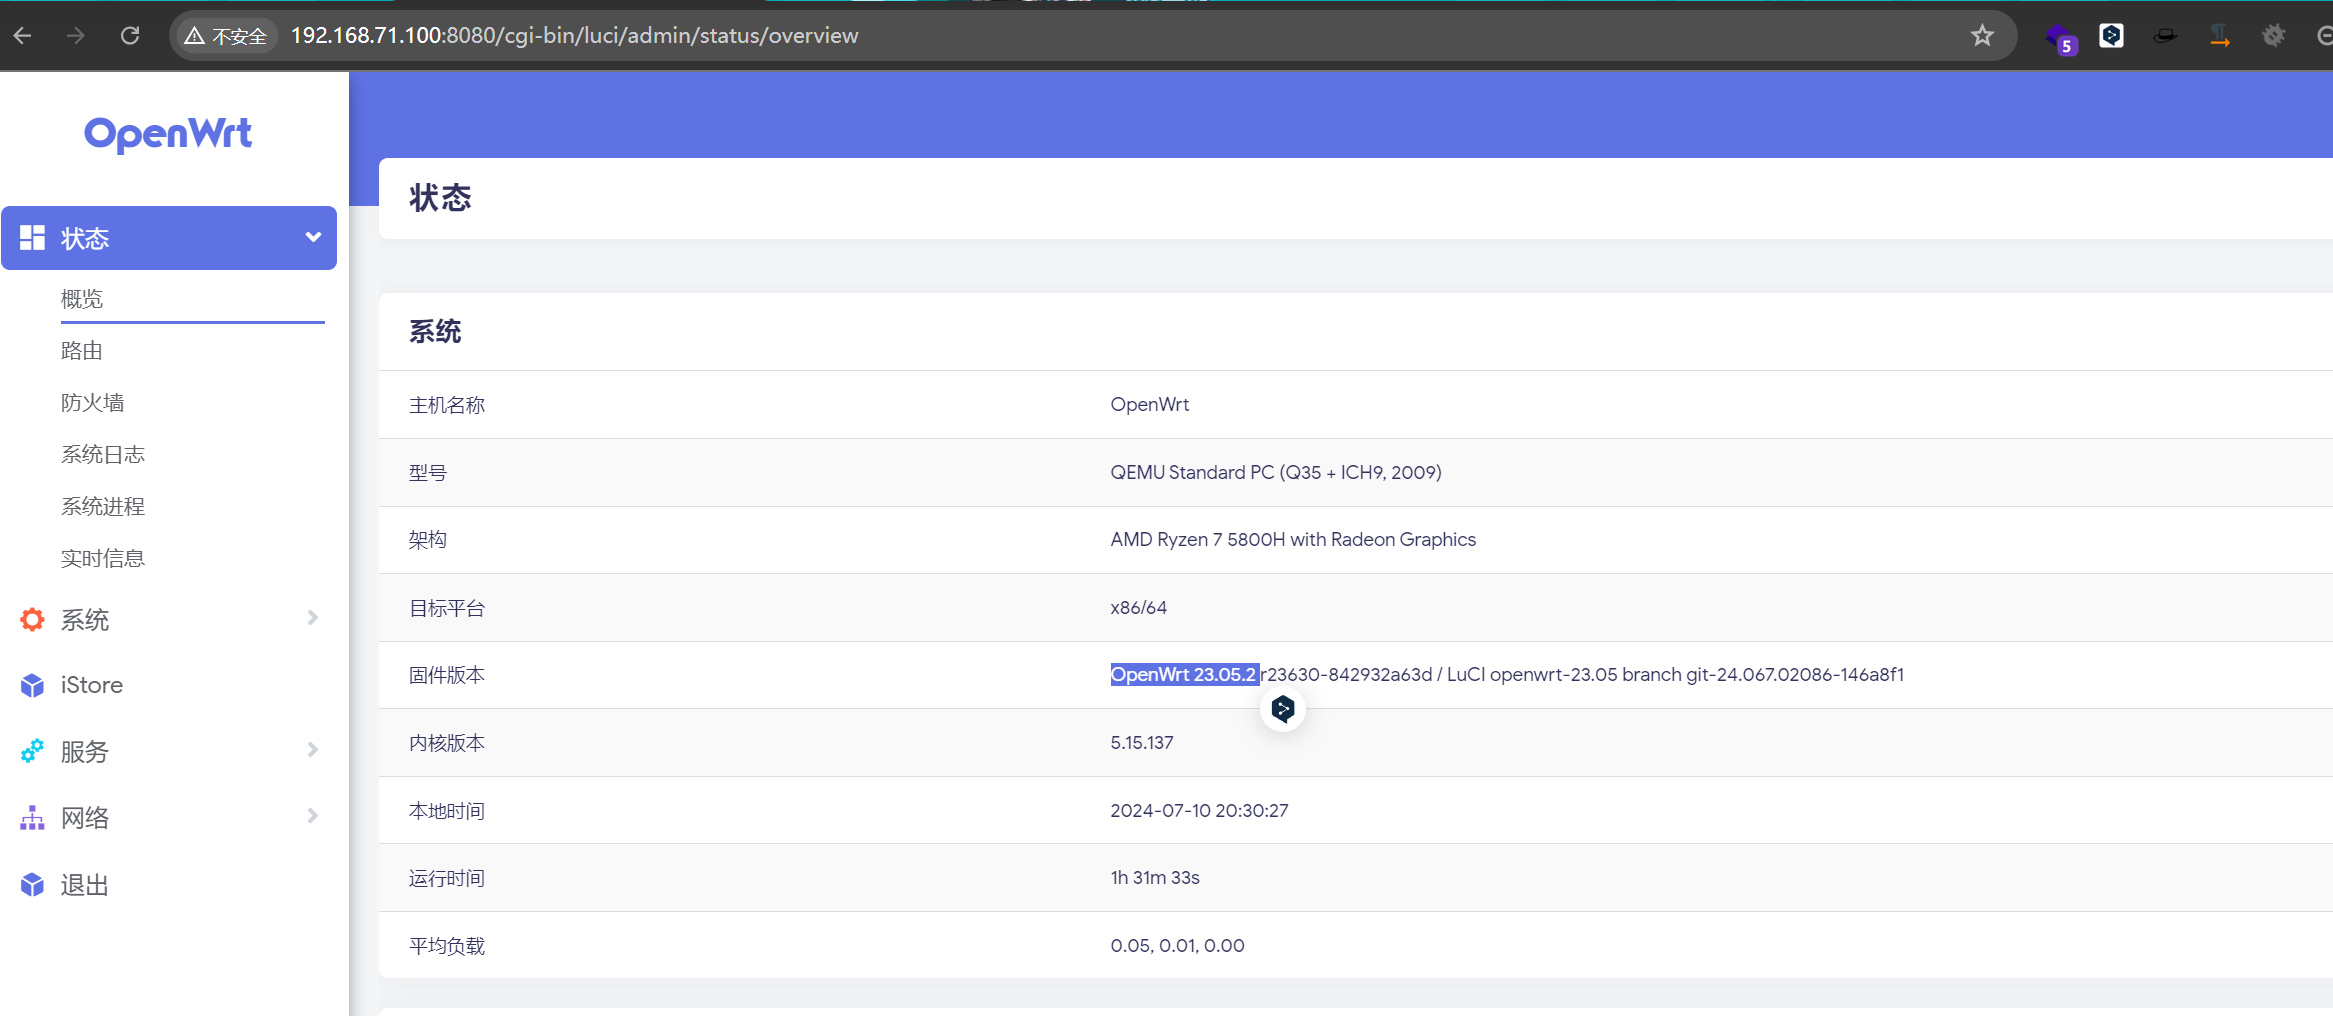 不安全 192.168.71.100:8080/cgi-bin/luci/admin/status/overview
5
OpenWrt
状态
概览
路由
防火墙
系统日志
系统进程
实时信息
系统
iStore
服务
网络
退出
状态
系统
主机名称 OpenWrt
型号 QEMU Standard PC (Q35 + ICH9, 2009)
架构 AMD Ryzen 7 5800H with Radeon Graphics
目标平台 x86/64
固件版本 OpenWrt 23.05.2 r23630-842932a63d / LuCI openwrt-23.05 branch git-24.067.02086-146a8f1
内核版本 5.15.137
本地时间 2024-07-10 20:30:27
运行时间 1h 31m 33s
平均负载 0.05, 0.01, 0.00